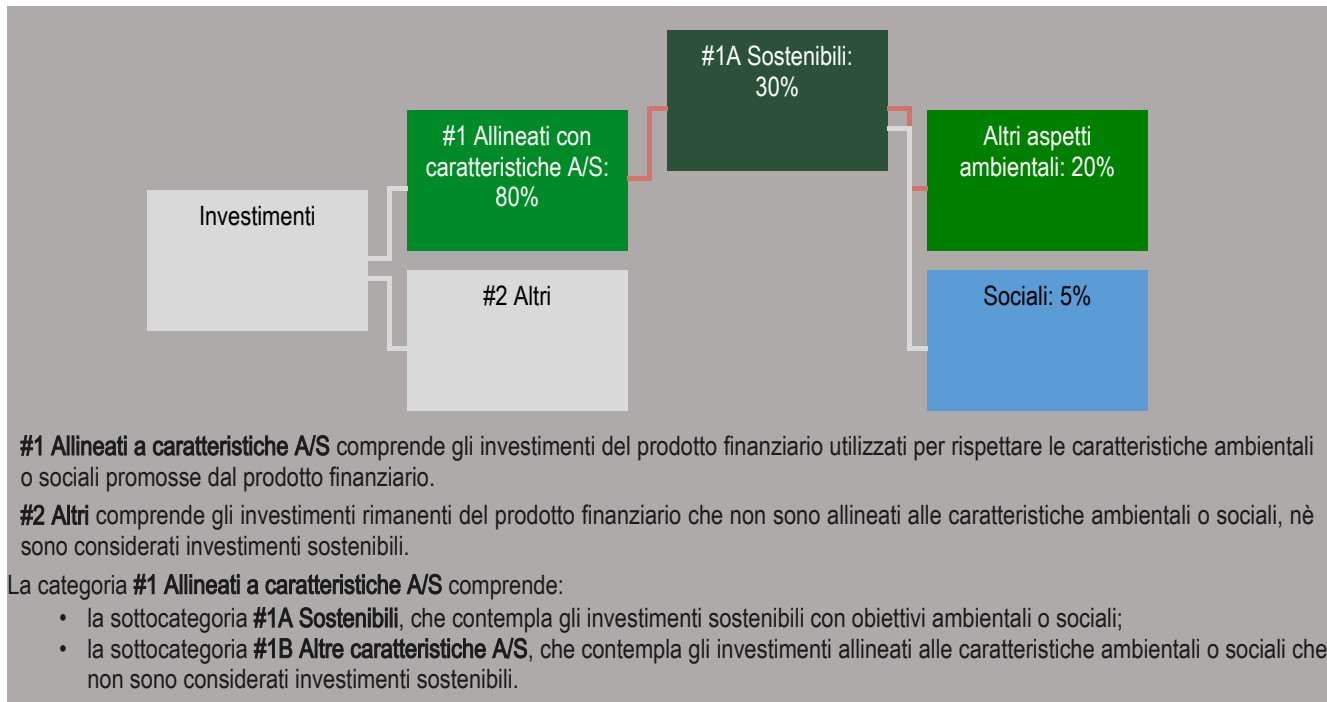 Investimenti
#1 Allineati con
caratteristiche A/S:
80%
#2 Altri
#1A Sostenibili:
30%
Altri aspetti
ambientali: 20%
Sociali: 5%
#1 Allineati a caratteristiche A/S comprende gli investimenti del prodotto finanziario utilizzati per rispettare le caratteristiche ambientali
o sociali promosse dal prodotto finanziario.
#2 Altri comprende gli investimenti rimanenti del prodotto finanziario che non sono allineati alle caratteristiche ambientali o sociali, nè
sono considerati investimenti sostenibili.
La categoria #1 Allineati a caratteristiche A/S comprende:
• la sottocategoria #1A Sostenibili, che contempla gli investimenti sostenibili con obiettivi ambientali o sociali;
• la sottocategoria #1B Altre caratteristiche A/S, che contempla gli investimenti allineati alle caratteristiche ambientali o sociali che
non sono considerati investimenti sostenibili.